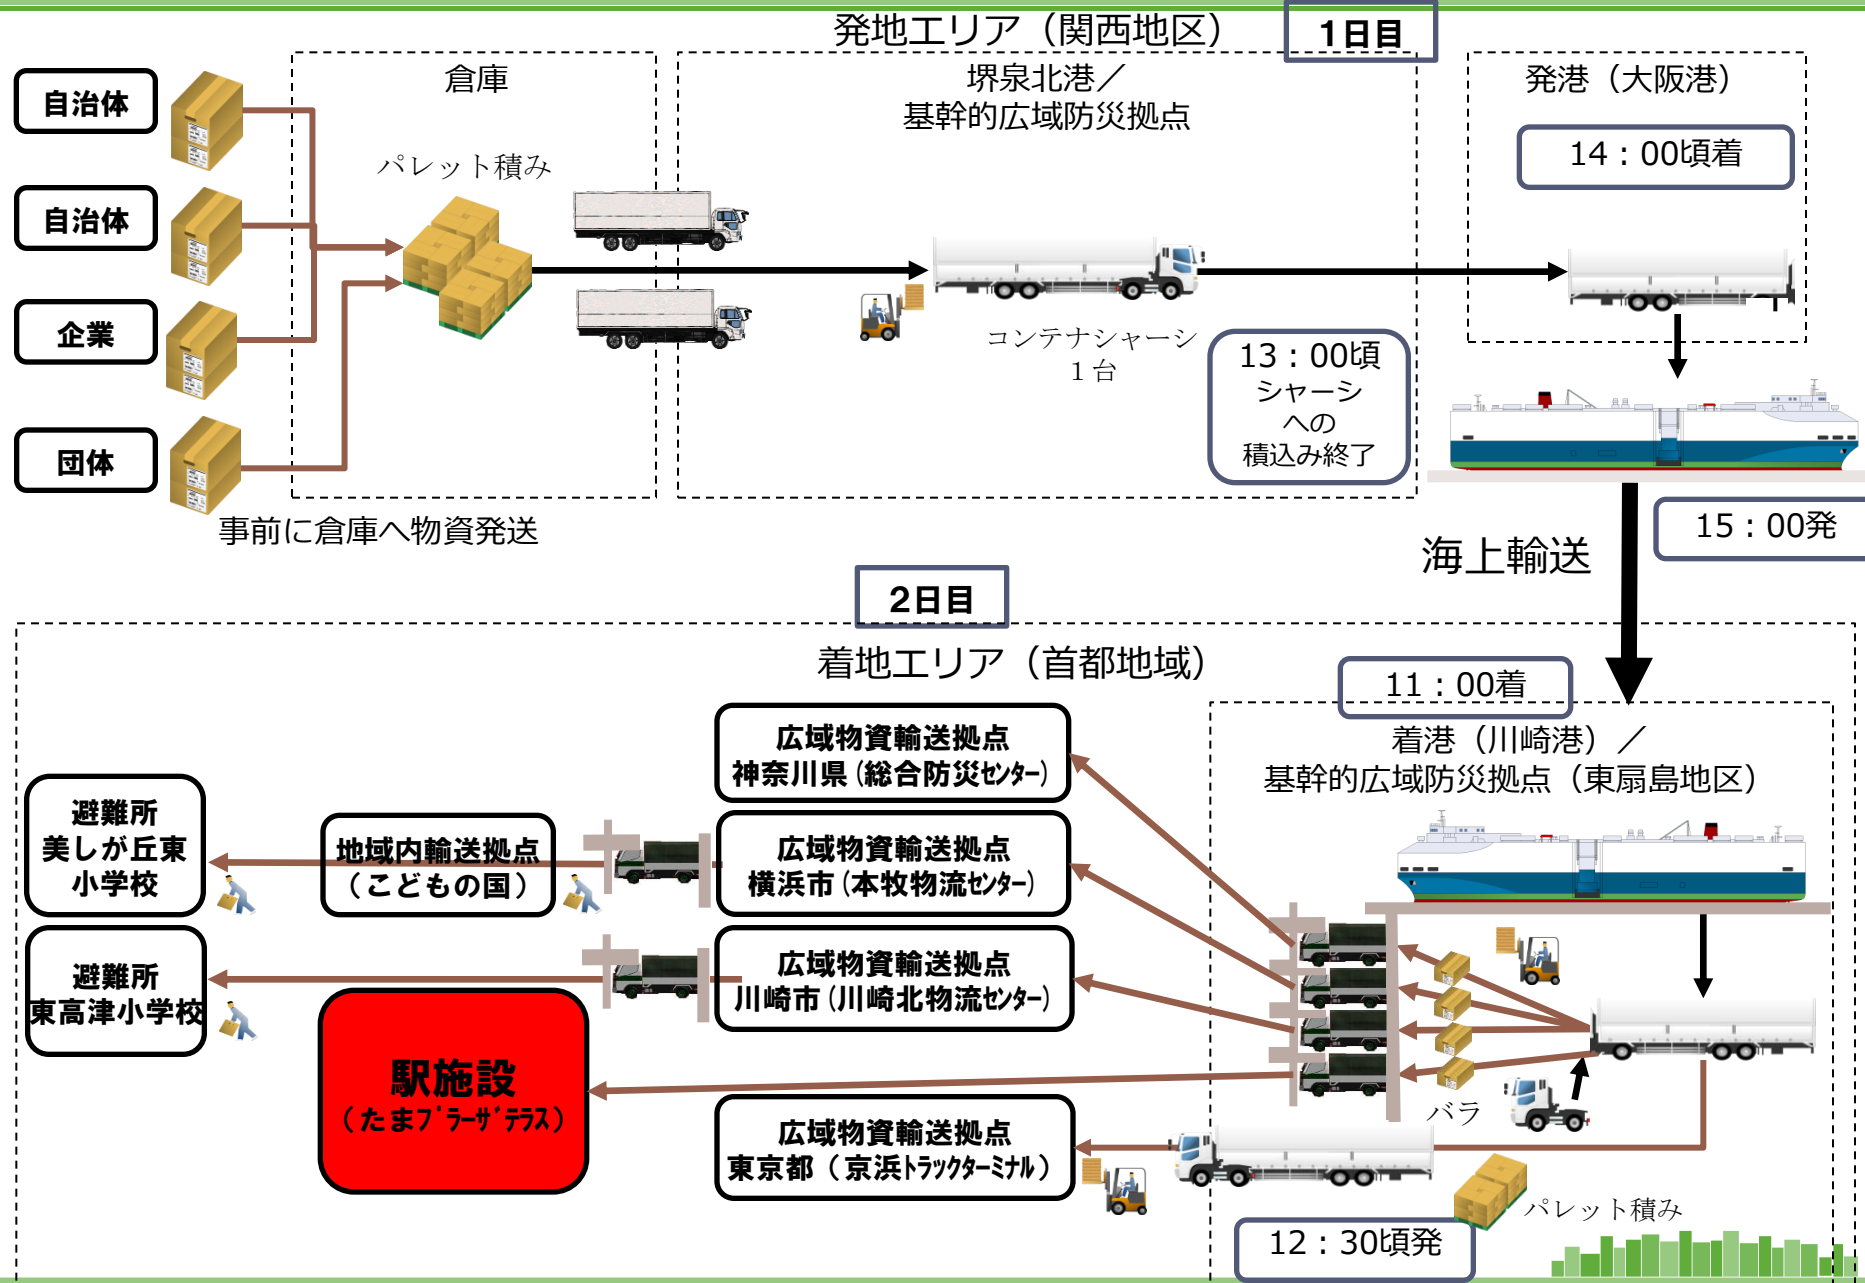 発地エリア（関西地区）
1日目
自治体
自治体
企業
団体
倉庫
パレット積み
事前に倉庫へ物資発送
堺泉北港／
基幹的広域防災拠点
コンテナシャーシ
１台
13：00頃
シャーシ
への
積込み終了
発港（大阪港）
14：00頃着
15：00発
海上輸送
2日目
着地エリア（首都地域）
11：00着
着港（川崎港）／
基幹的広域防災拠点（東扇島地区）
広域物資輸送拠点
神奈川県（総合防災センター）
広域物資輸送拠点
横浜市（本牧物流センター）
広域物資輸送拠点
川崎市（川崎北物流センター）
広域物資輸送拠点
東京都（京浜トラックターミナル）
地域内輸送拠点
（こどもの国）
避難所
美しが丘東
小学校
避難所
東高津小学校
駅施設
（たまプラーザテラス）
バラ
パレット積み
12：30頃発